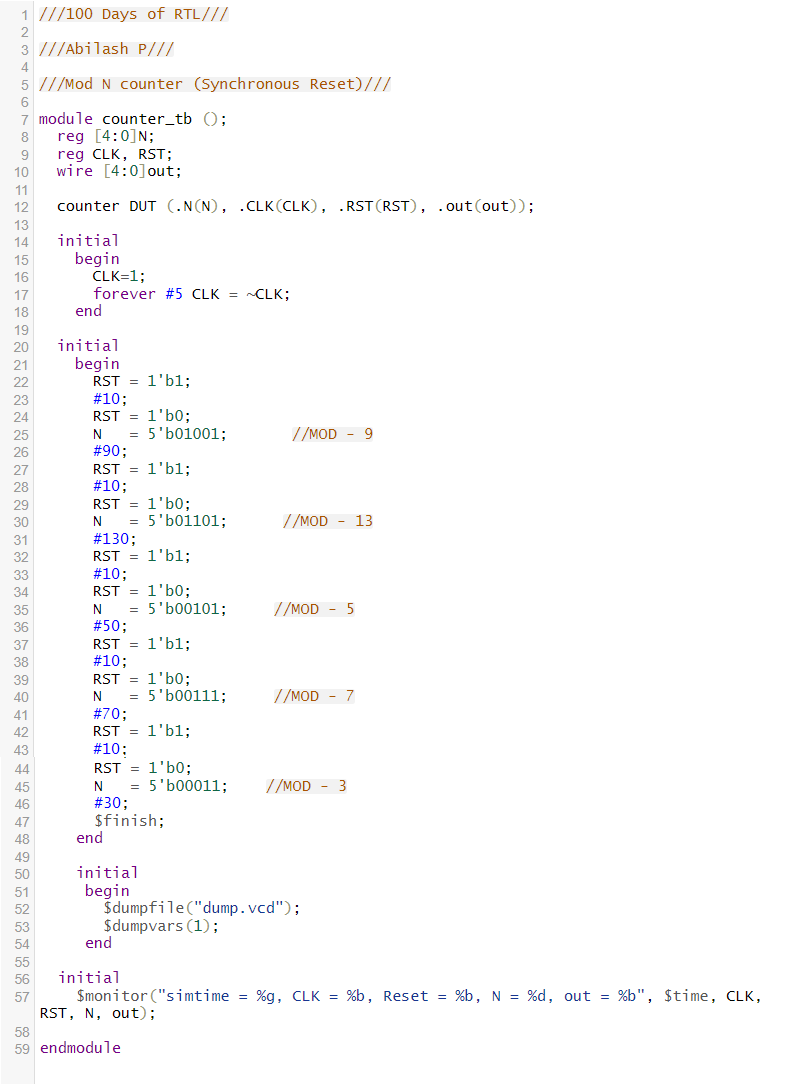 1 ///100 Days of RTL///
2
3 ///Abilash P///
4
5 ///Mod N counter (Synchronous Reset)///
6
7 module counter_tb ();
8   reg [4:0]N;
9   reg CLK, RST;
10   wire [4:0]out;
11
12   counter DUT (.N(N), .CLK(CLK), .RST(RST), .out(out));
13
14   initial
15     begin
16       CLK=1;
17       forever #5 CLK = ~CLK;
18     end
19
20   initial
21     begin
22       RST = 1'b1;
23       #10;
24       RST = 1'b0;
25       N   = 5'b01001;       //MOD - 9
26       #90;
27       RST = 1'b1;
28       #10;
29       RST = 1'b0;
30       N   = 5'b01101;      //MOD - 13
31       #130;
32       RST = 1'b1;
33       #10;
34       RST = 1'b0;
35       N   = 5'b00101;     //MOD - 5
36       #50;
37       RST = 1'b1;
38       #10;
39       RST = 1'b0;
40       N   = 5'b00111;     //MOD - 7
41       #70;
42       RST = 1'b1;
43       #10;
44       RST = 1'b0;
45       N   = 5'b00011;    //MOD - 3
46       #30;
47       $finish;
48     end
49
50     initial
51      begin
52        $dumpfile("dump.vcd");
53        $dumpvars(1);
54      end
55
56   initial
57     $monitor("simtime = %g, CLK = %b, Reset = %b, N = %d, out = %b", $time, CLK,
RST, N, out);
58
59 endmodule